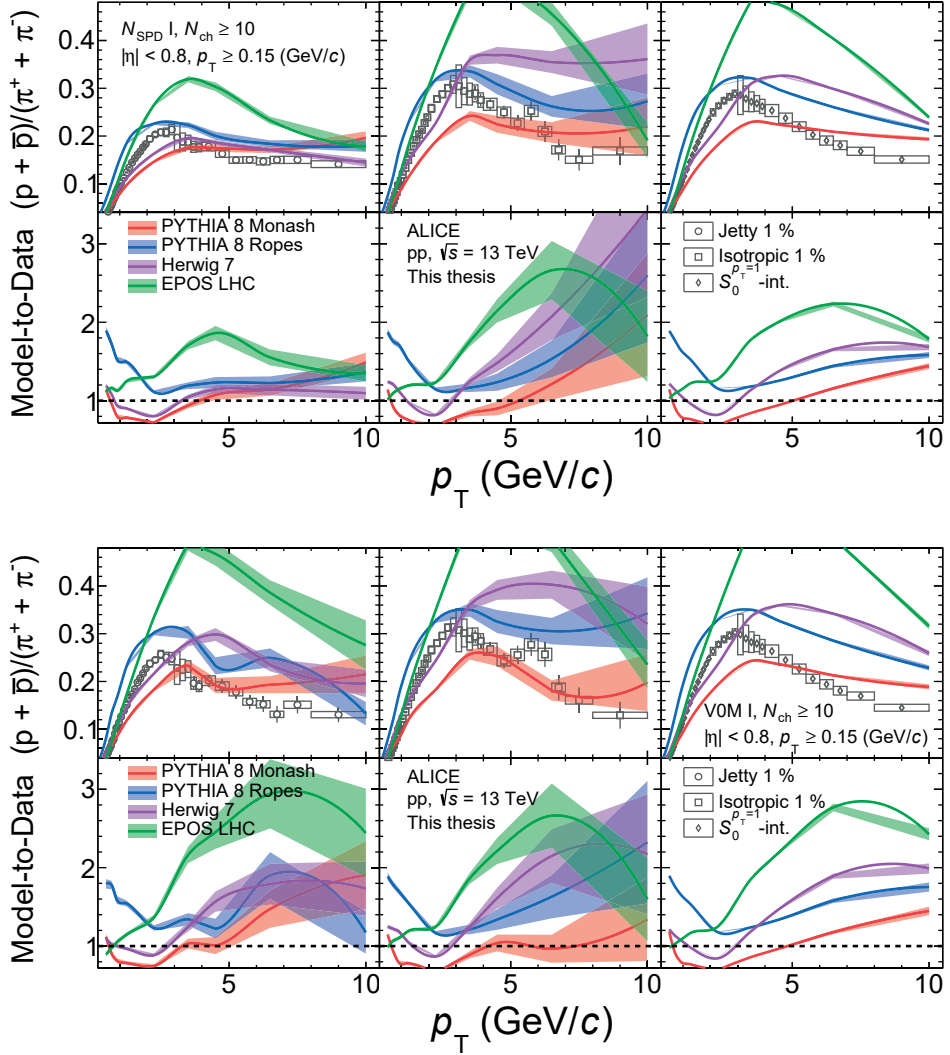 (p + p̄)/(π⁺ + π⁻)
0.4
0.3
0.2
0.1
N_SPD I, N_ch ≥ 10
|η| < 0.8, p_T ≥ 0.15 (GeV/c)
Model-to-Data
3
2
1
PYTHIA 8 Monash
PYTHIA 8 Ropes
Herwig 7
EPOS LHC
ALICE
pp, √s = 13 TeV
This thesis
Jetty 1 %
Isotropic 1 %
S₀^{p_T=1} -int.
5 10 5 10 5 10
p_T (GeV/c)
(p + p̄)/(π⁺ + π⁻)
0.4
0.3
0.2
0.1
V0M I, N_ch ≥ 10
|η| < 0.8, p_T ≥ 0.15 (GeV/c)
Model-to-Data
3
2
1
PYTHIA 8 Monash
PYTHIA 8 Ropes
Herwig 7
EPOS LHC
ALICE
pp, √s = 13 TeV
This thesis
Jetty 1 %
Isotropic 1 %
S₀^{p_T=1} -int.
5 10 5 10 5 10
p_T (GeV/c)